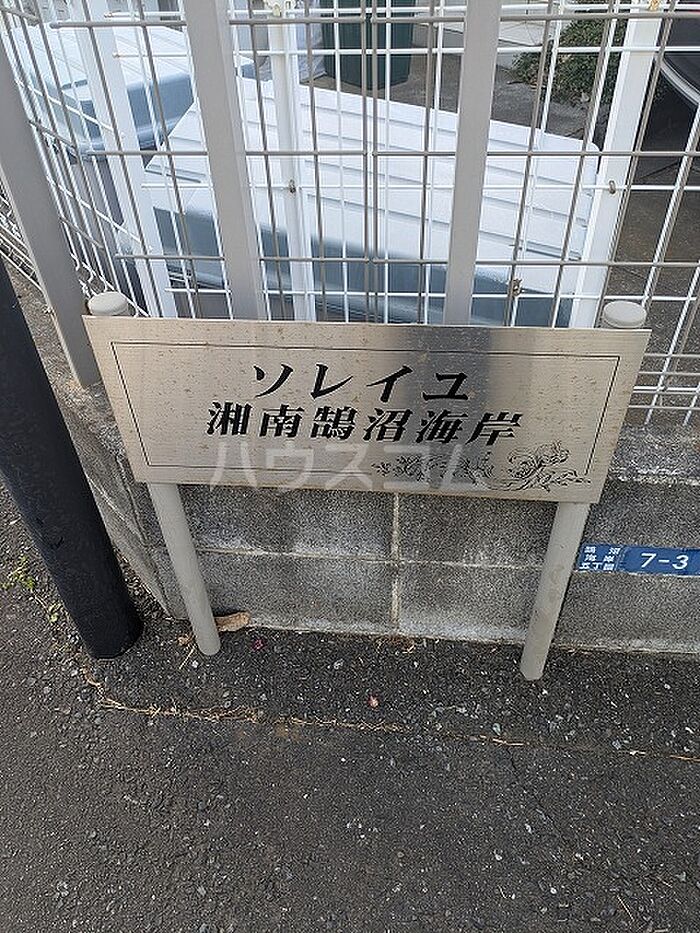 ソレイユ
湘南鵠沼海岸
ハウスコム
鵠沼
海岸
五丁目
7-3